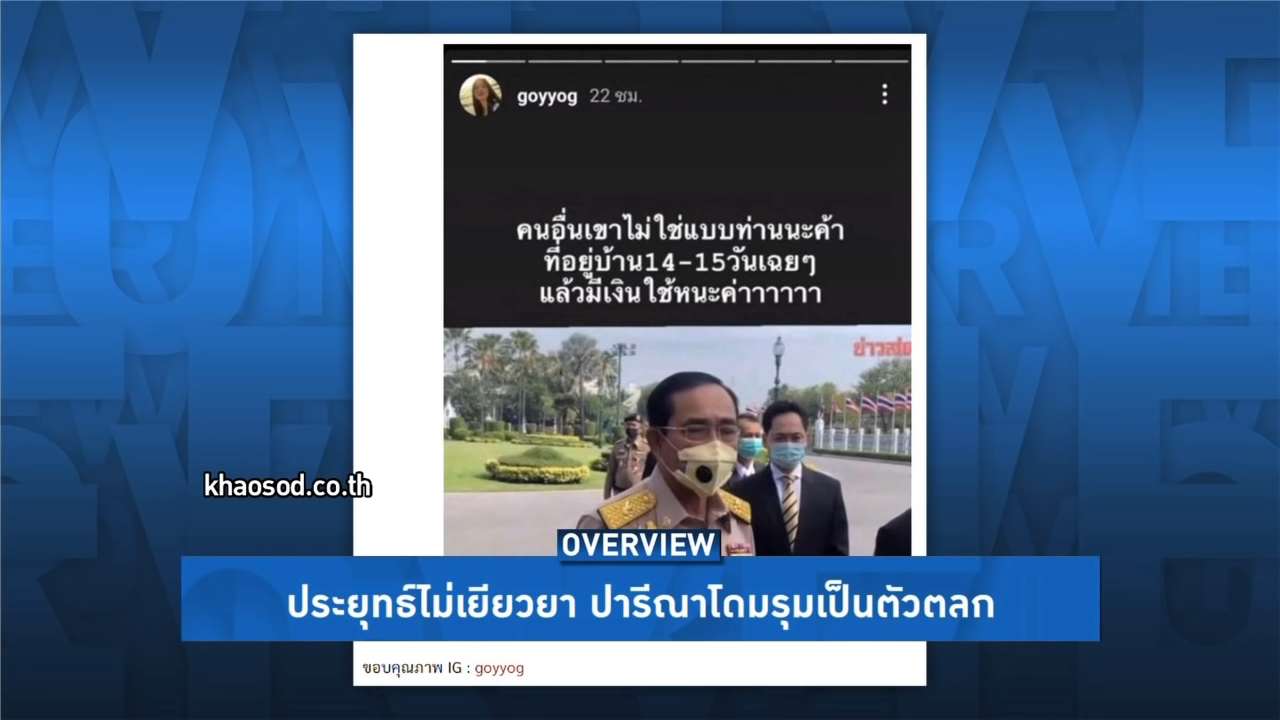 goyyog 22 ชม.
คนอื่นเขาไม่ใช่แบบท่านนะค้า
ที่อยู่บ้าน14-15วันเฉยๆ
แล้วมีเงินใช้หนะค่าาาาาา
khaosod.co.th
OVERVIEW
ประยุทธ์ไม่เยียวยา ปารีณาโดมรุมเป็นตัวตลก
ขอบคุณภาพ IG : goyyog